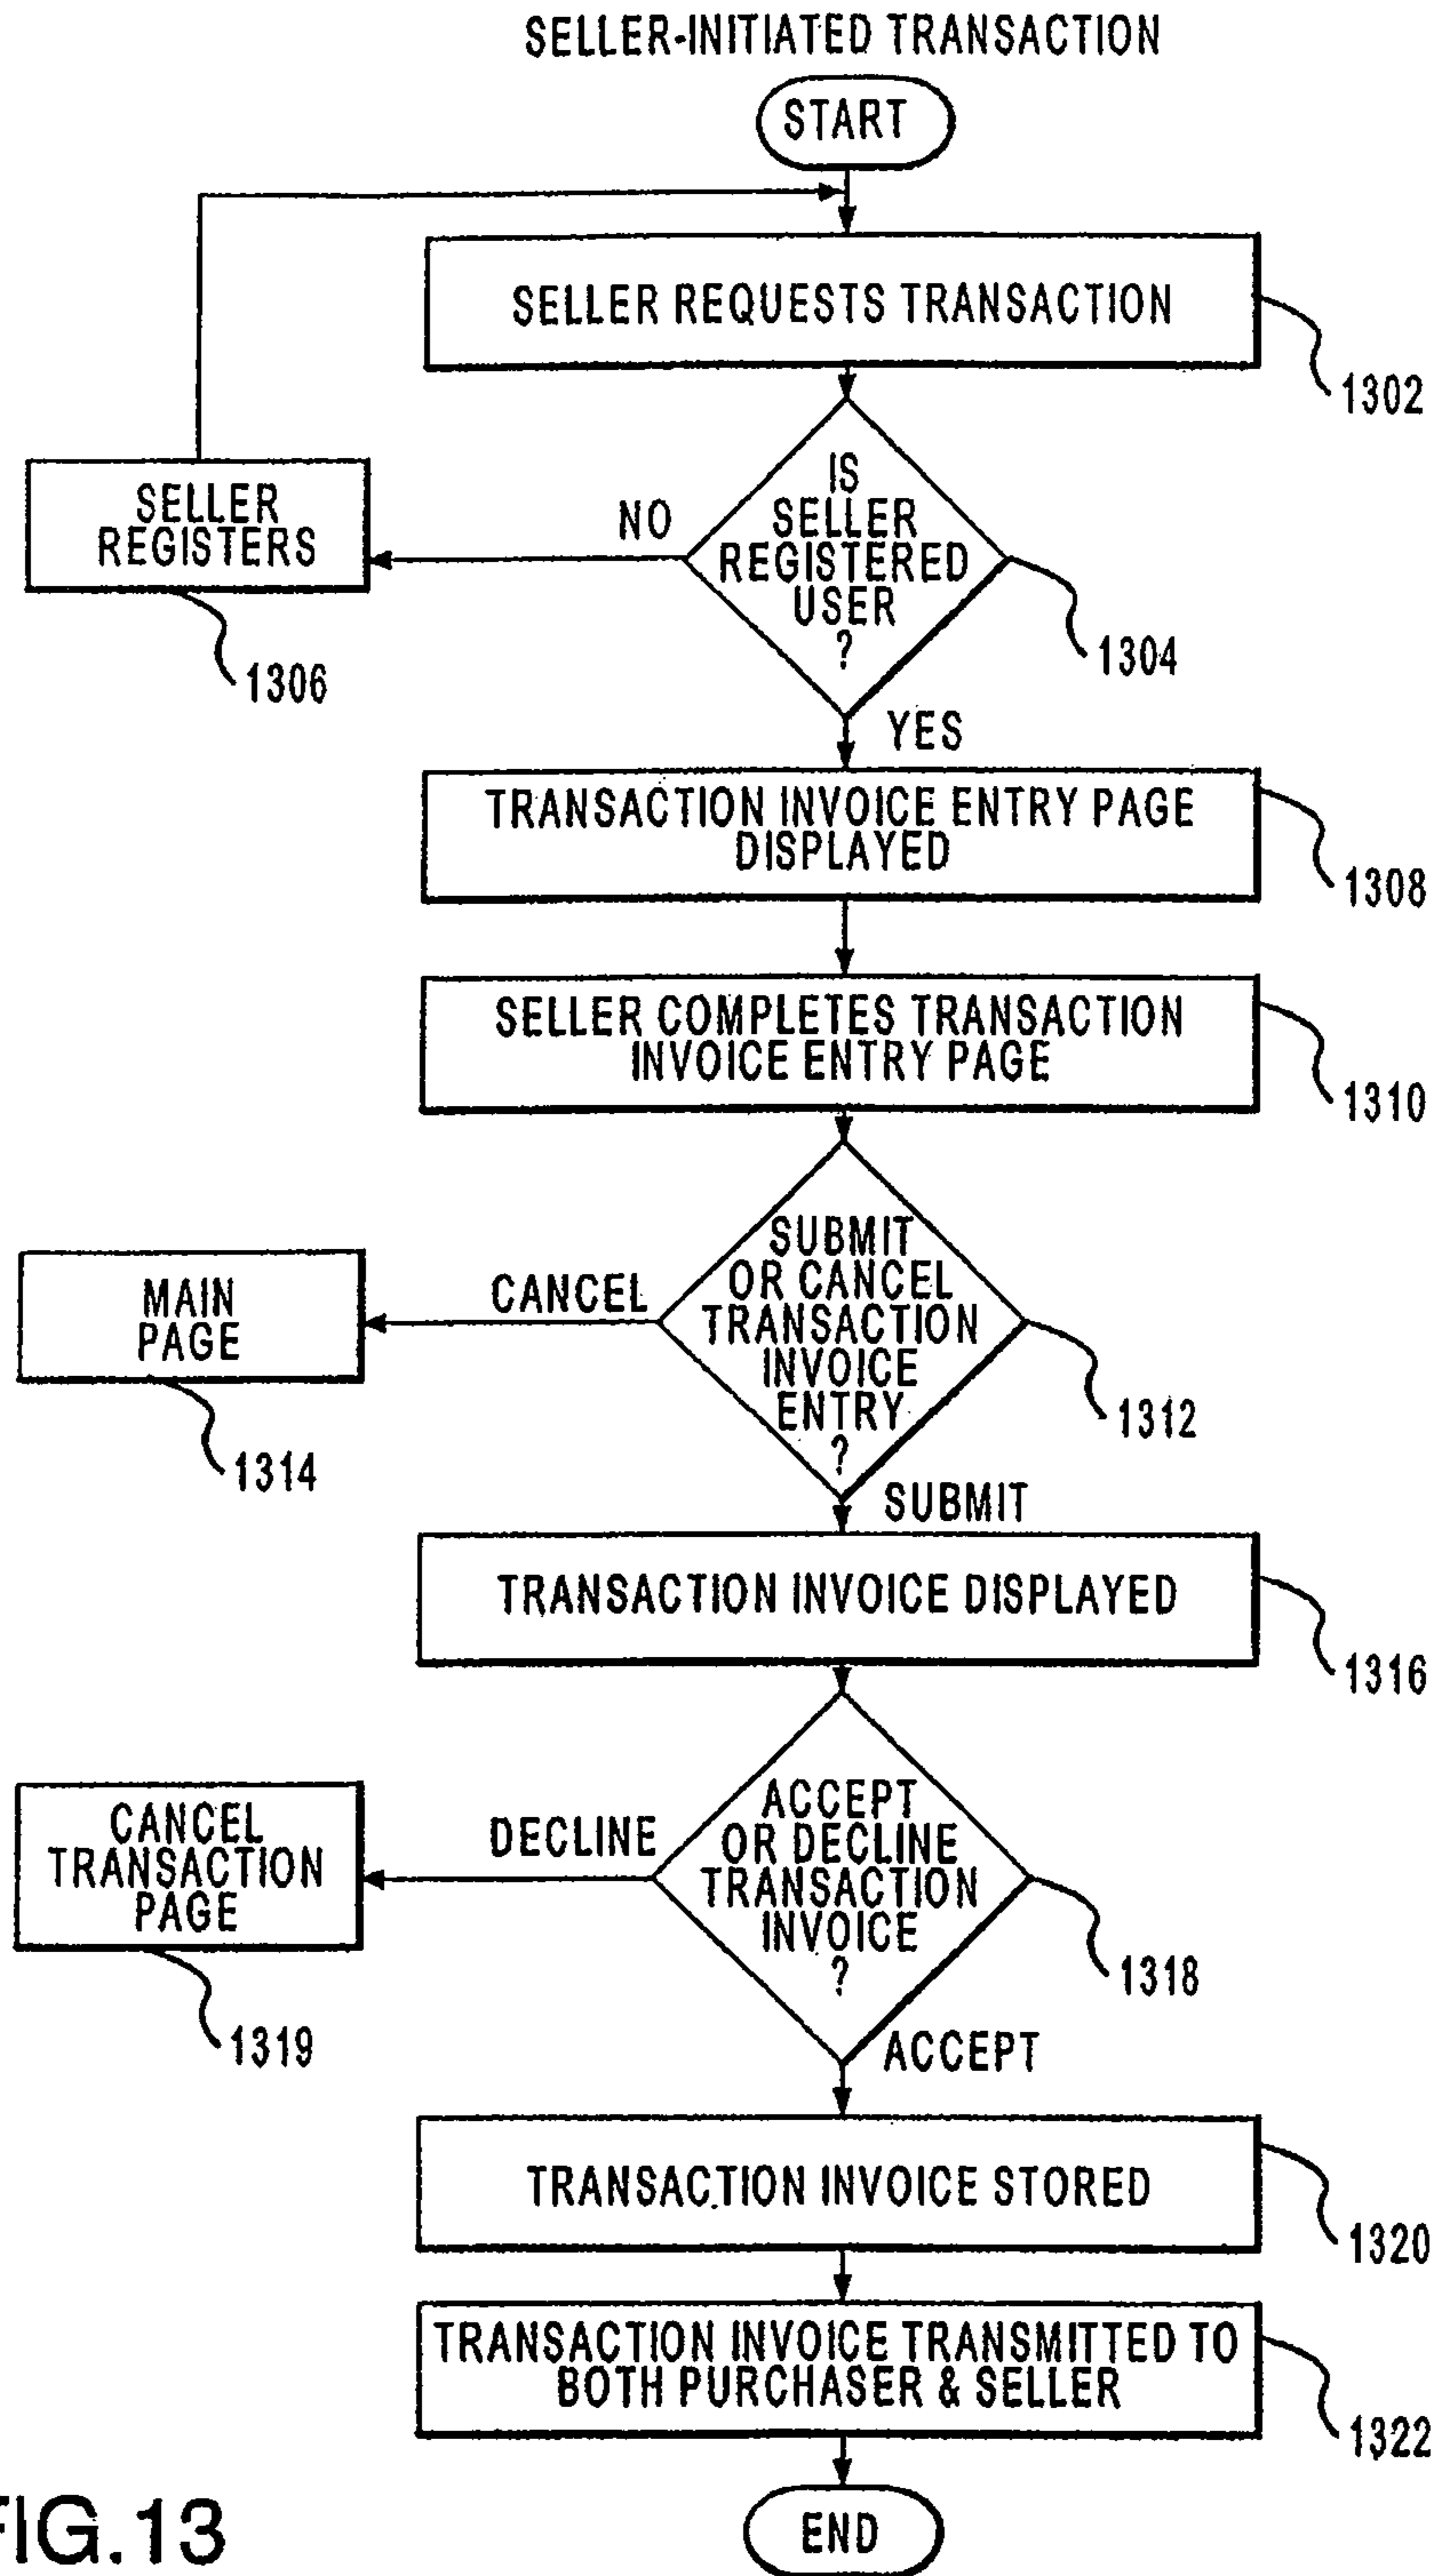 SELLER-INITIATED TRANSACTION
START
SELLER REQUESTS TRANSACTION
1302
IS
SELLER
REGISTERED
USER
?
NO
SELLER
REGISTERS
1304
1306
YES
TRANSACTION INVOICE ENTRY PAGE
DISPLAYED
1308
SELLER COMPLETES TRANSACTION
INVOICE ENTRY PAGE
1310
SUBMIT
OR CANCEL
TRANSACTION
INVOICE
ENTRY
?
CANCEL
MAIN
PAGE
1312
1314
SUBMIT
TRANSACTION INVOICE DISPLAYED
1316
ACCEPT
OR DECLINE
TRANSACTION
INVOICE
?
DECLINE
CANCEL
TRANSACTION
PAGE
1318
1319
ACCEPT
TRANSACTION INVOICE STORED
1320
TRANSACTION INVOICE TRANSMITTED TO
BOTH PURCHASER & SELLER
1322
END
FIG.13